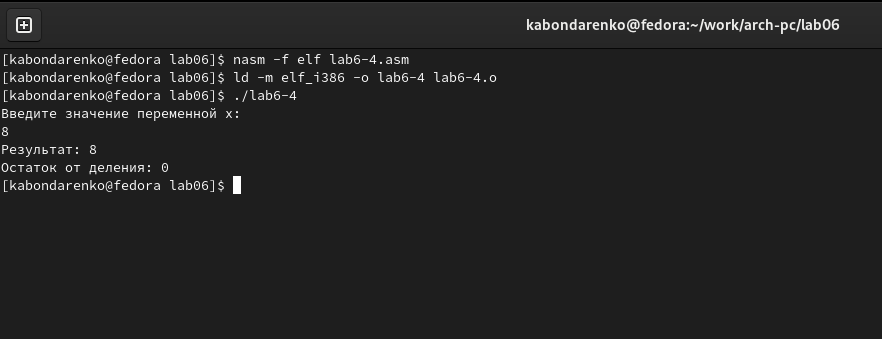 kabondarenko@fedora:~/work/arch-pc/lab06
[kabondarenko@fedora lab06]$ nasm -f elf lab6-4.asm
[kabondarenko@fedora lab06]$ ld -m elf_i386 -o lab6-4 lab6-4.o
[kabondarenko@fedora lab06]$ ./lab6-4
Введите значение переменной x:
8
Результат: 8
Остаток от деления: 0
[kabondarenko@fedora lab06]$